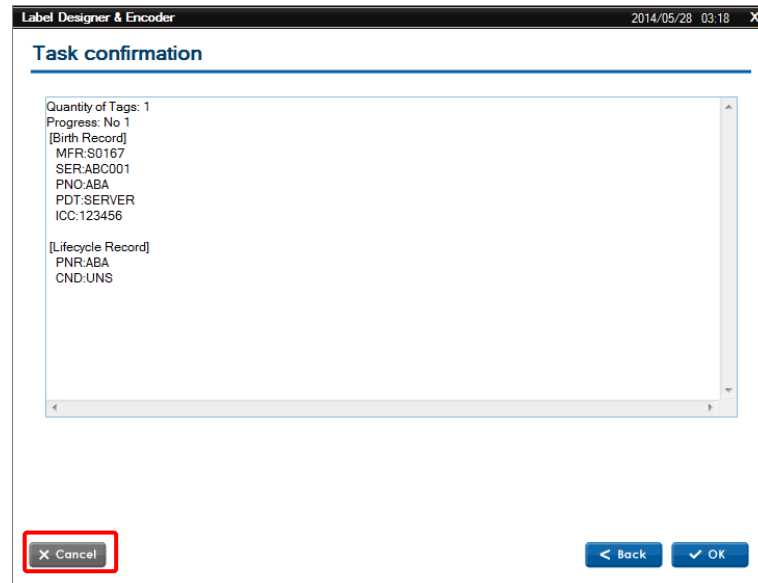 Label Designer & Encoder 2014/05/28 03:18 X
Task confirmation
Quantity of Tags: 1
Progress: No 1
[Birth Record]
MFR:S0167
SER:ABC001
PNO:ABA
PDT:SERVER
ICC:123456
[Lifecycle Record]
PNR:ABA
CND:UNS
X Cancel < Back ✓ OK